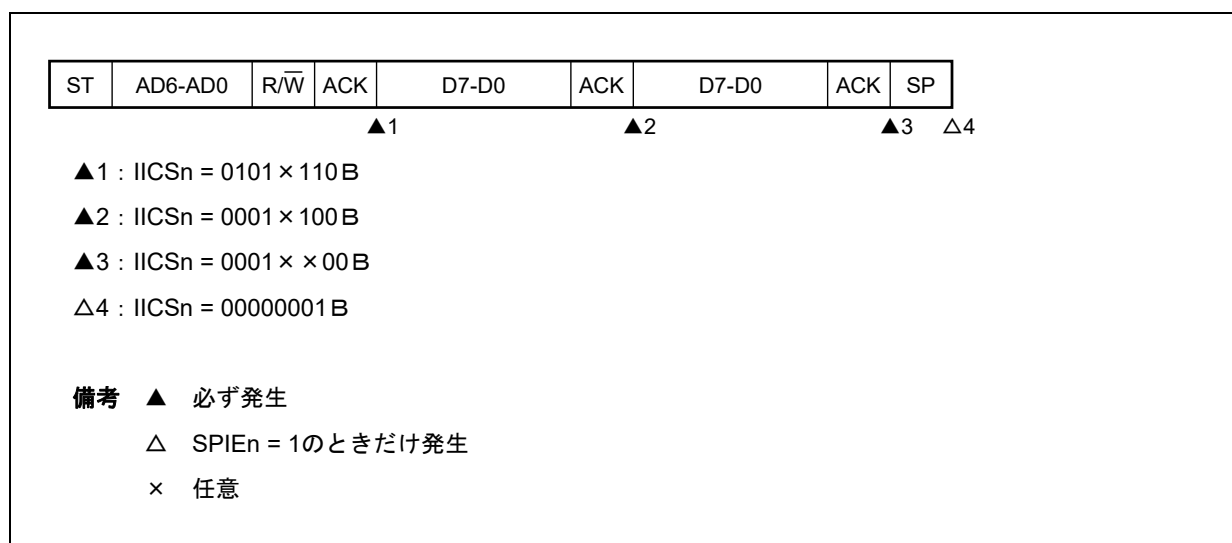 ST AD6-AD0 R/W̅ ACK D7-D0 ACK D7-D0 ACK SP
▲1 ▲2 ▲3 △4
▲1：IICSn = 0101×110B
▲2：IICSn = 0001×100B
▲3：IICSn = 0001××00B
△4：IICSn = 00000001B
備考 ▲ 必ず発生
△ SPIEn = 1のときだけ発生
× 任意